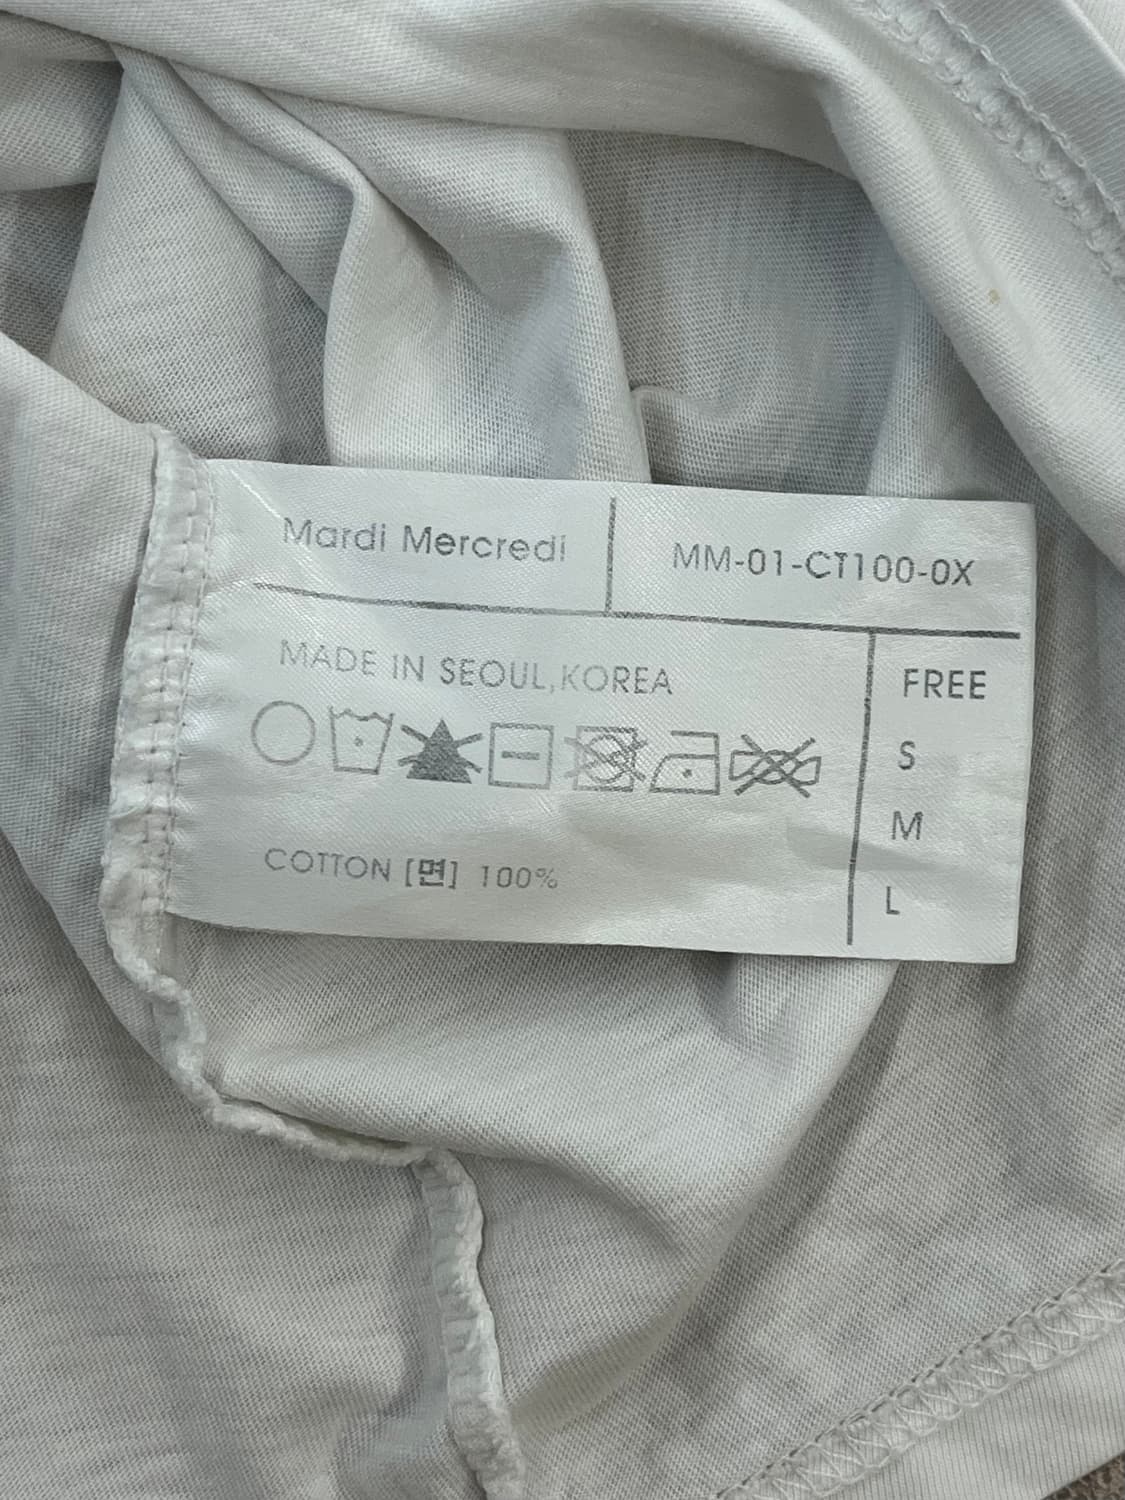 Mardi Mercredi
MM-01-CT100-0X
MADE IN SEOUL,KOREA
COTTON [면] 100%
FREE
S
M
L